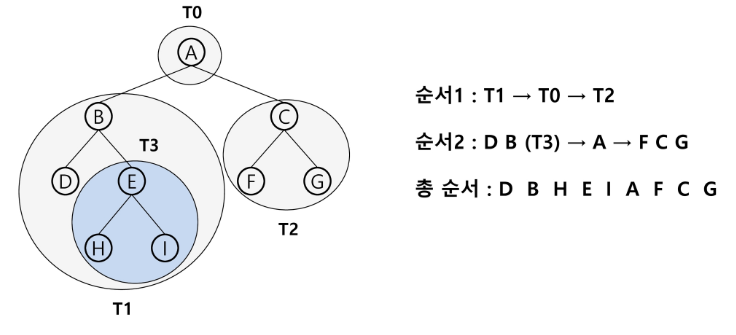 T0
A
B
C
T3
D
E
F
G
H
I
T2
T1
순서1 : T1 → T0 → T2
순서2 : D B (T3) → A → F C G
총 순서 : D B H E I A F C G